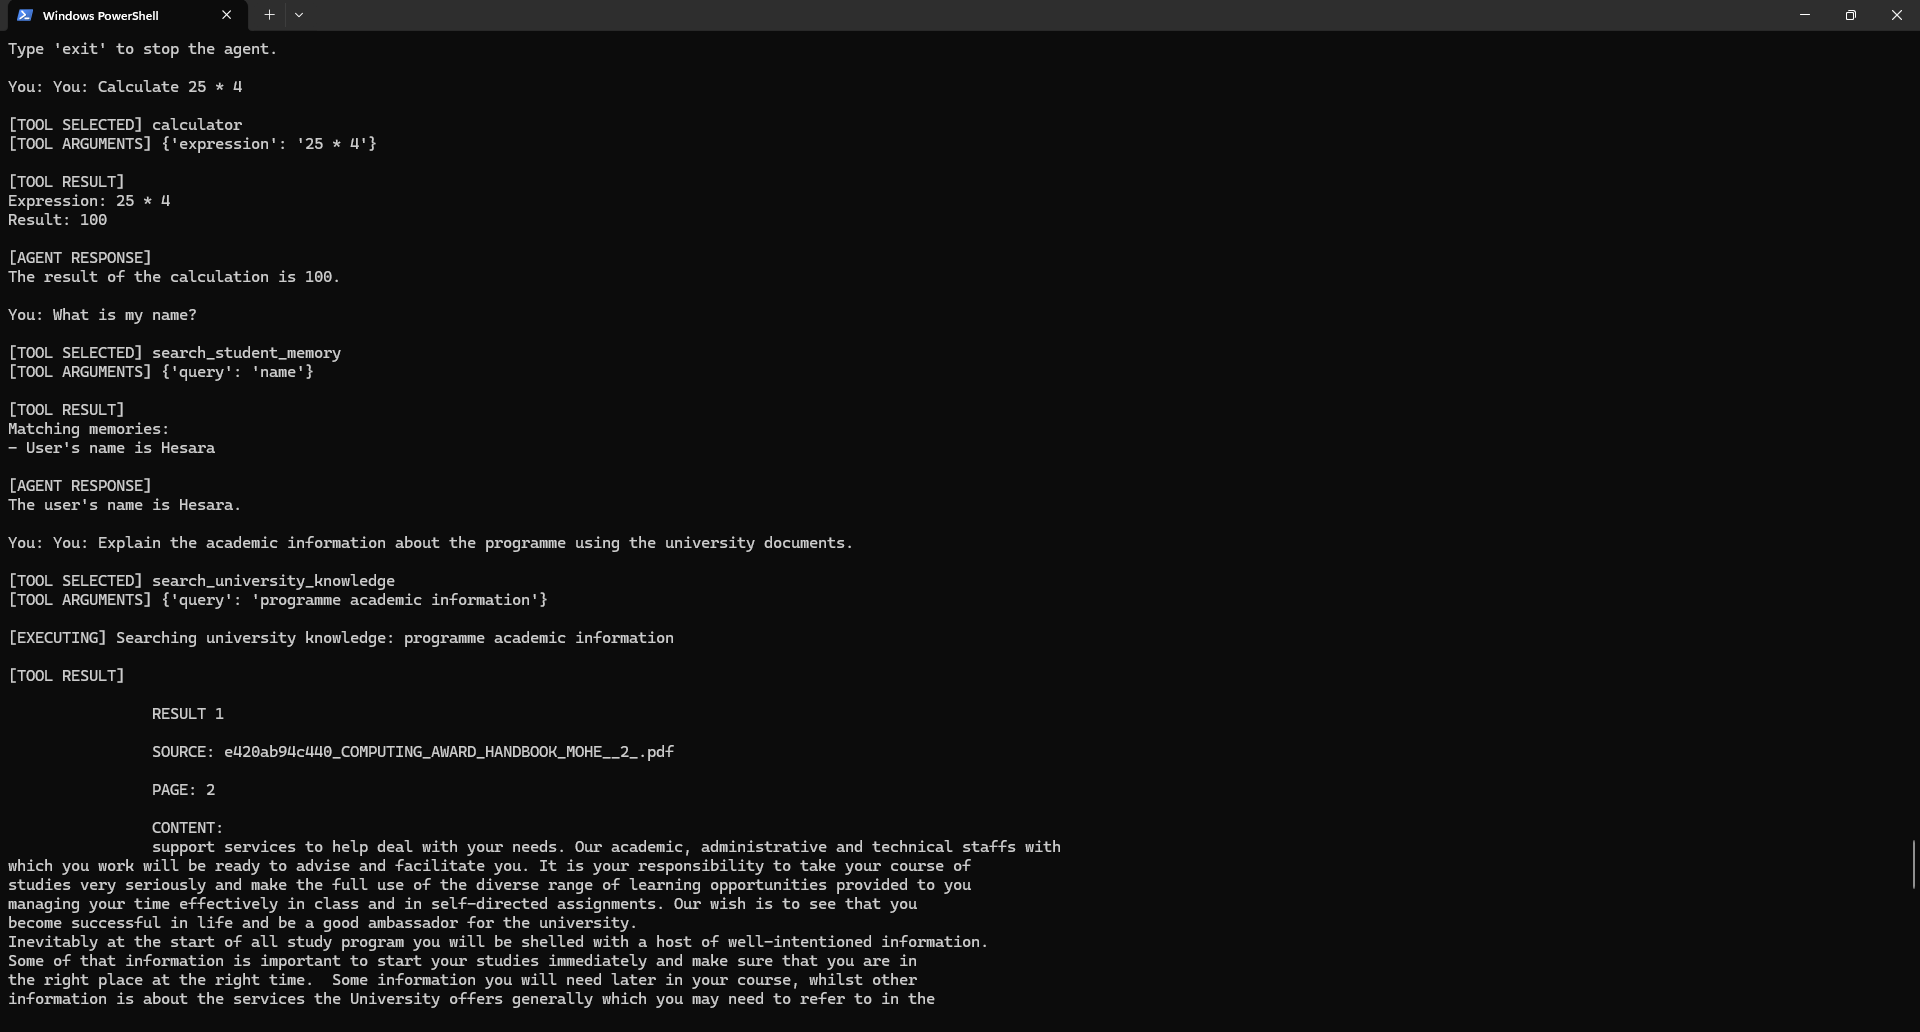 Windows PowerShell
Type 'exit' to stop the agent.
You: You: Calculate 25 * 4
[TOOL SELECTED] calculator
[TOOL ARGUMENTS] {'expression': '25 * 4'}
[TOOL RESULT]
Expression: 25 * 4
Result: 100
[AGENT RESPONSE]
The result of the calculation is 100.
You: What is my name?
[TOOL SELECTED] search_student_memory
[TOOL ARGUMENTS] {'query': 'name'}
[TOOL RESULT]
Matching memories:
- User's name is Hesara
[AGENT RESPONSE]
The user's name is Hesara.
You: You: Explain the academic information about the programme using the university documents.
[TOOL SELECTED] search_university_knowledge
[TOOL ARGUMENTS] {'query': 'programme academic information'}
[EXECUTING] Searching university knowledge: programme academic information
[TOOL RESULT]
RESULT 1
SOURCE: e420ab94c440_COMPUTING_AWARD_HANDBOOK_MOHE__2_.pdf
PAGE: 2
CONTENT:
support services to help deal with your needs. Our academic, administrative and technical staffs with
which you work will be ready to advise and facilitate you. It is your responsibility to take your course of
studies very seriously and make the full use of the diverse range of learning opportunities provided to you
managing your time effectively in class and in self-directed assignments. Our wish is to see that you
become successful in life and be a good ambassador for the university.
Inevitably at the start of all study program you will be shelled with a host of well-intentioned information.
Some of that information is important to start your studies immediately and make sure that you are in
the right place at the right time.  Some information you will need later in your course, whilst other
information is about the services the University offers generally which you may need to refer to in the